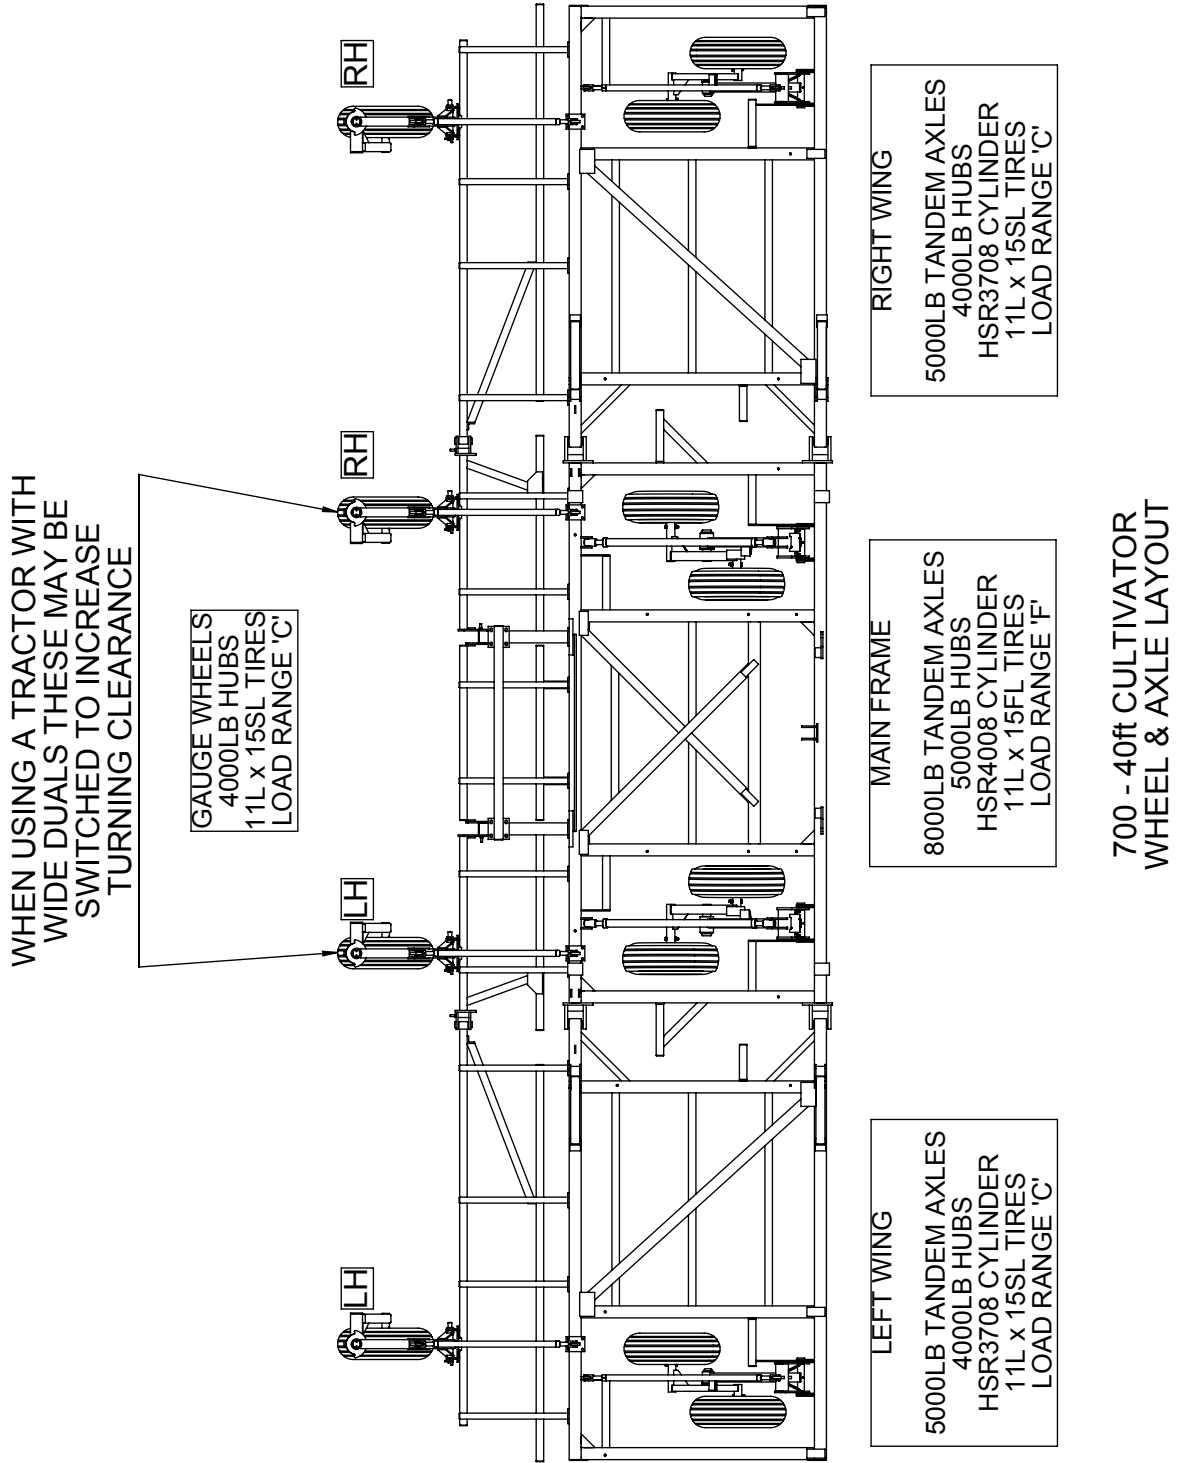 WHEN USING A TRACTOR WITH
WIDE DUALS THESE MAY BE
SWITCHED TO INCREASE
TURNING CLEARANCE
GAUGE WHEELS
4000LB HUBS
11L x 15SL TIRES
LOAD RANGE 'C'
LH
LH
RH
RH
LEFT WING
5000LB TANDEM AXLES
4000LB HUBS
HSR3708 CYLINDER
11L x 15SL TIRES
LOAD RANGE 'C'
MAIN FRAME
8000LB TANDEM AXLES
5000LB HUBS
HSR4008 CYLINDER
11L x 15FL TIRES
LOAD RANGE 'F'
RIGHT WING
5000LB TANDEM AXLES
4000LB HUBS
HSR3708 CYLINDER
11L x 15SL TIRES
LOAD RANGE 'C'
700 - 40ft CULTIVATOR
WHEEL & AXLE LAYOUT